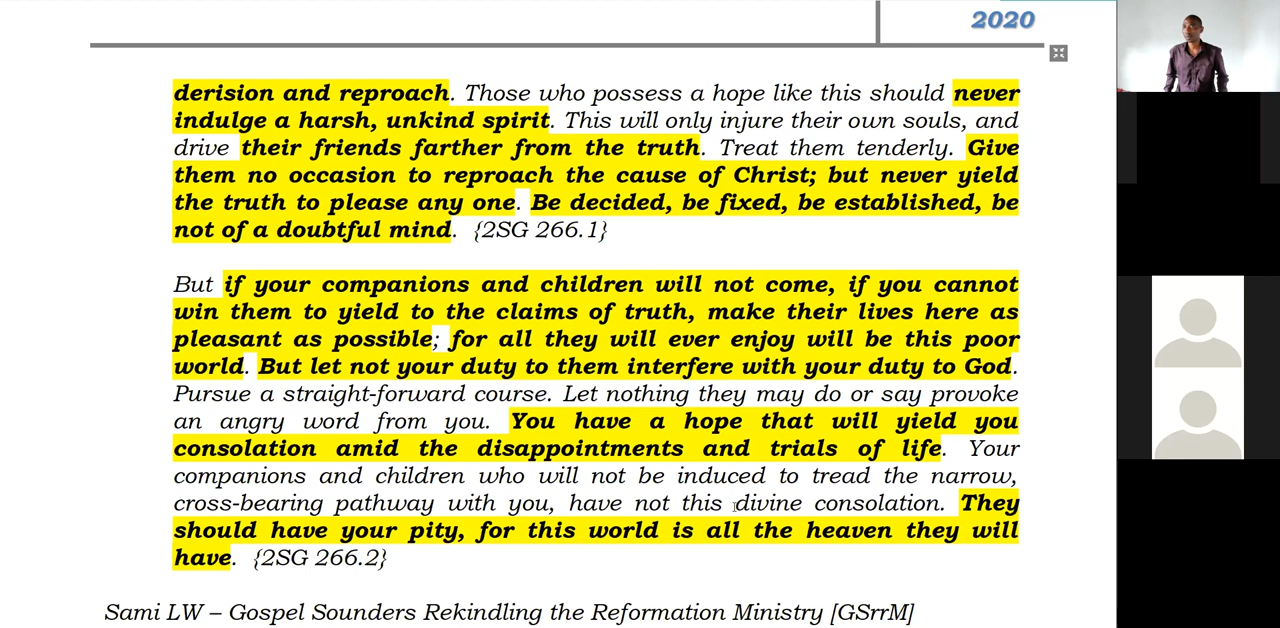 2020
derision and reproach. Those who possess a hope like this should never
indulge a harsh, unkind spirit. This will only injure their own souls, and
drive their friends farther from the truth. Treat them tenderly. Give
them no occasion to reproach the cause of Christ; but never yield
the truth to please any one. Be decided, be fixed, be established, be
not of a doubtful mind. {2SG 266.1}
But if your companions and children will not come, if you cannot
win them to yield to the claims of truth, make their lives here as
pleasant as possible; for all they will ever enjoy will be this poor
world. But let not your duty to them interfere with your duty to God.
Pursue a straight-forward course. Let nothing they may do or say provoke
an angry word from you. You have a hope that will yield you
consolation amid the disappointments and trials of life. Your
companions and children who will not be induced to tread the narrow,
cross-bearing pathway with you, have not this divine consolation. They
should have your pity, for this world is all the heaven they will
have. {2SG 266.2}
Sami LW – Gospel Sounders Rekindling the Reformation Ministry [GSrrM]